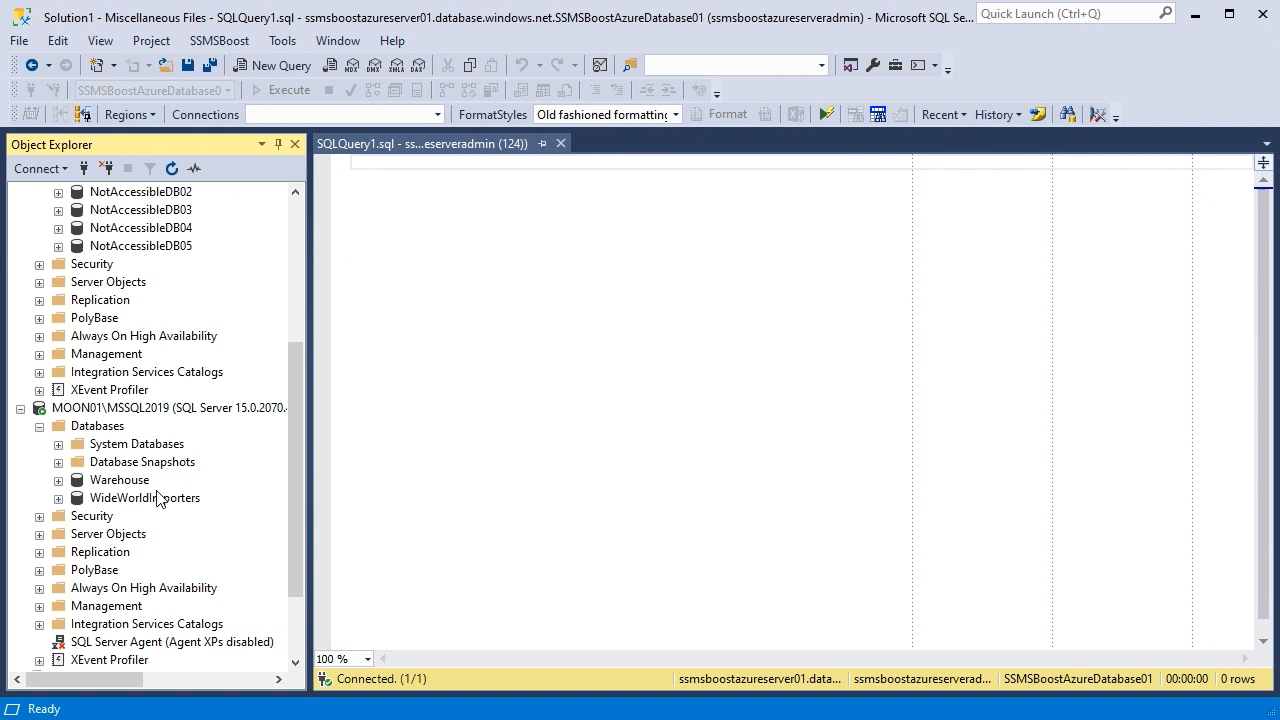 Solution1 - Miscellaneous Files - SQLQuery1.sql - ssmsboostazureserver01.database.windows.net.SSMSBoostAzureDatabase01 (ssmsboostazureserveradmin) - Microsoft SQL Se...
Quick Launch (Ctrl+Q)
File Edit View Project SSMSBoost Tools Window Help
New Query MDX DMX XMLA DAX
SSMSBoostAzureDatabase0 Execute
Regions Connections FormatStyles Old fashioned formatting Format Recent History
Object Explorer
SQLQuery1.sql - ss...eserveradmin (124))
Connect
NotAccessibleDB02
NotAccessibleDB03
NotAccessibleDB04
NotAccessibleDB05
Security
Server Objects
Replication
PolyBase
Always On High Availability
Management
Integration Services Catalogs
XEvent Profiler
MOON01\MSSQL2019 (SQL Server 15.0.2070.
Databases
System Databases
Database Snapshots
Warehouse
WideWorldImporters
Security
Server Objects
Replication
PolyBase
Always On High Availability
Management
Integration Services Catalogs
SQL Server Agent (Agent XPs disabled)
XEvent Profiler
100 %
Connected. (1/1) ssmsboostazureserver01.data... ssmsboostazureserverad... SSMSBoostAzureDatabase01 00:00:00 0 rows
Ready